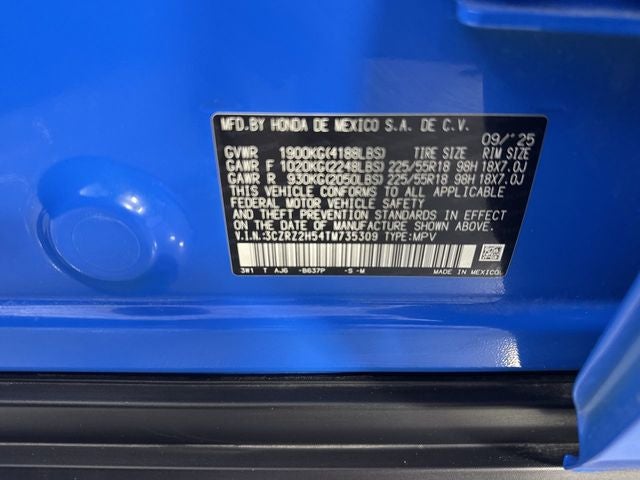 MFD.BY HONDA DE MEXICO S.A. DE C.V. 09/'25
GVWR 1900KG(4188LBS) TIRE SIZE RIM SIZE
GAWR F 1020KG(2248LBS) 225/55R18 98H 18X7.0J
GAWR R 930KG(2050LBS) 225/55R18 98H 18X7.0J
THIS VEHICLE CONFORMS TO ALL APPLICABLE
FEDERAL MOTOR VEHICLE SAFETY
AND THEFT PREVENTION STANDARDS IN EFFECT
ON THE DATE OF MANUFACTURE SHOWN ABOVE.
V.I.N.:3CZRZ2H54TM735309 TYPE:MPV
3W1 T AJ6 -B637P -S-M MADE IN MEXICO